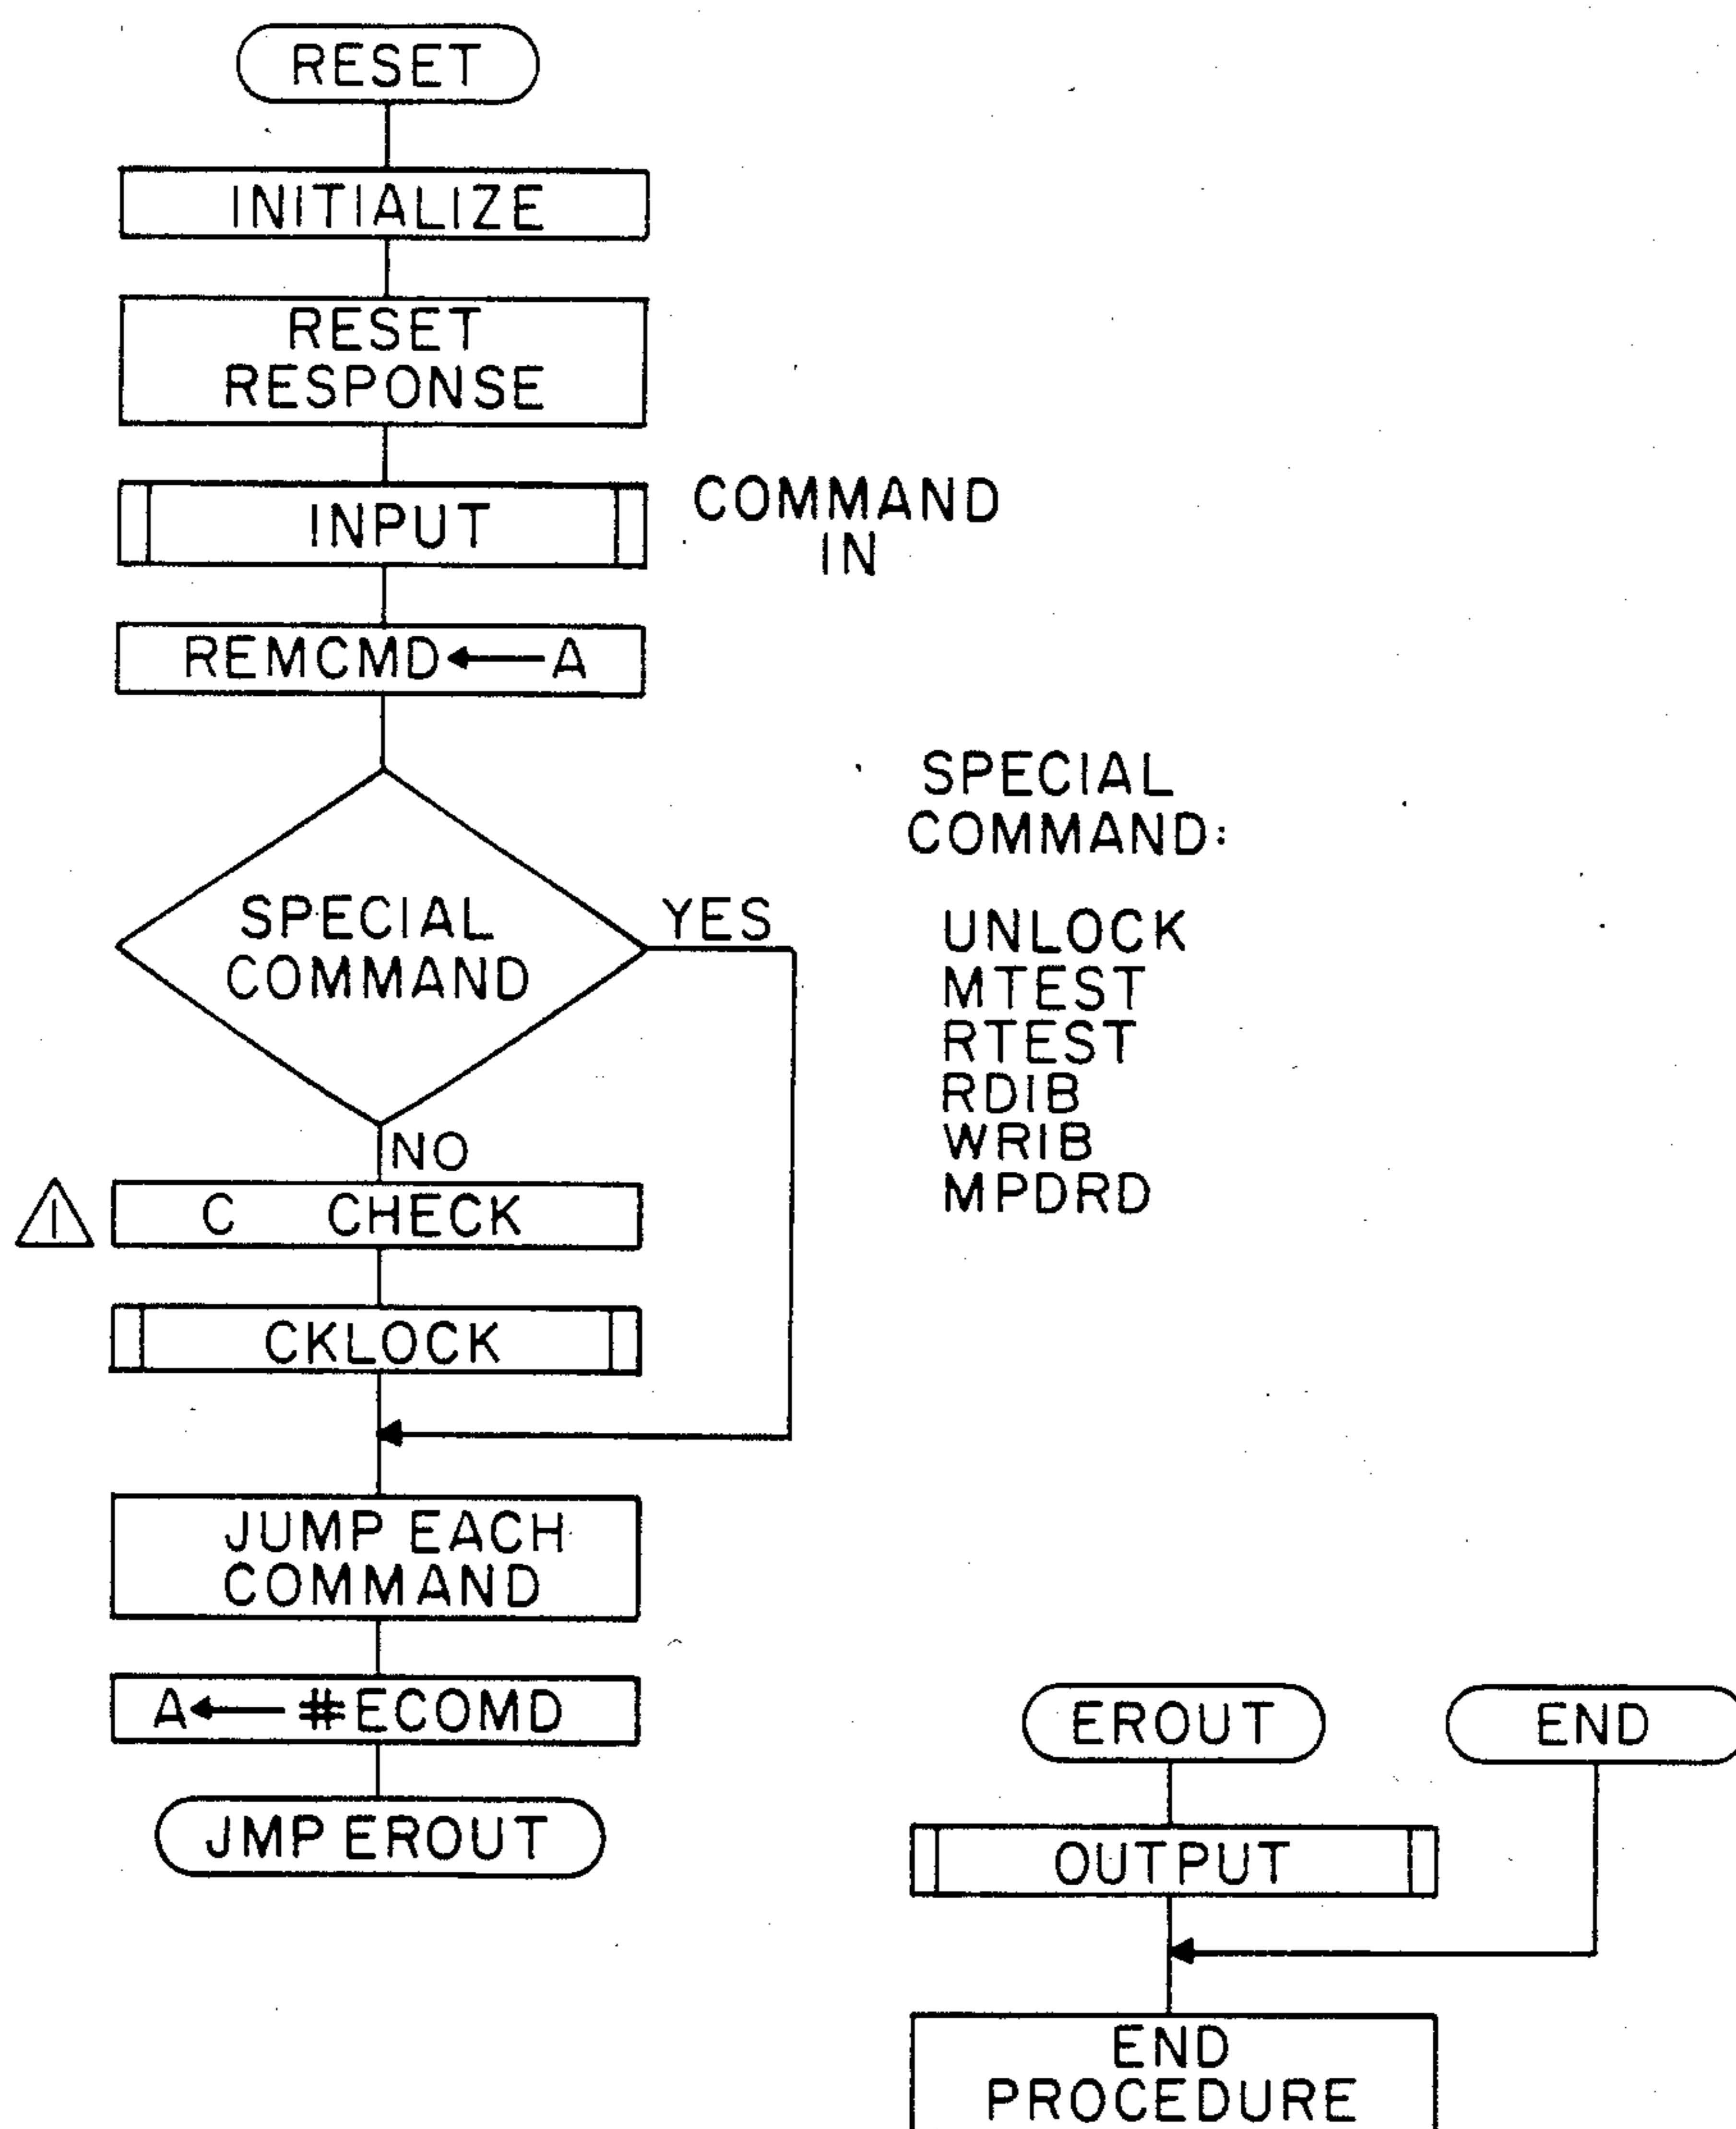 RESET
INITIALIZE
RESET
RESPONSE
INPUT
COMMAND
IN
REMCMD←A
SPECIAL
COMMAND
YES
NO
SPECIAL
COMMAND:
UNLOCK
MTEST
RTEST
RDIB
WRIB
MPDRD
1
C CHECK
CKLOCK
JUMP EACH
COMMAND
A←#ECOMD
JMP EROUT
EROUT
END
OUTPUT
END
PROCEDURE